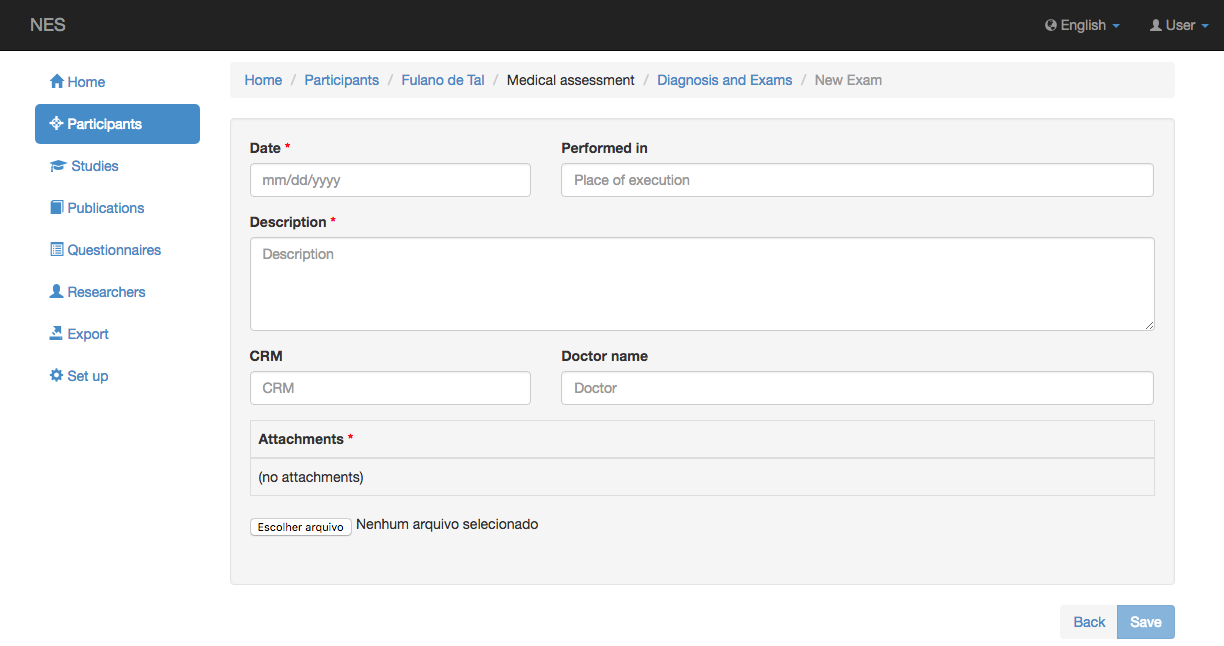 NES
English
User
Home
Participants
Studies
Publications
Questionnaires
Researchers
Export
Set up
Home / Participants / Fulano de Tal / Medical assessment / Diagnosis and Exams / New Exam
Date * Performed in
mm/dd/yyyy Place of execution
Description *
Description
CRM Doctor name
CRM Doctor
Attachments *
(no attachments)
Escolher arquivo Nenhum arquivo selecionado
Back Save